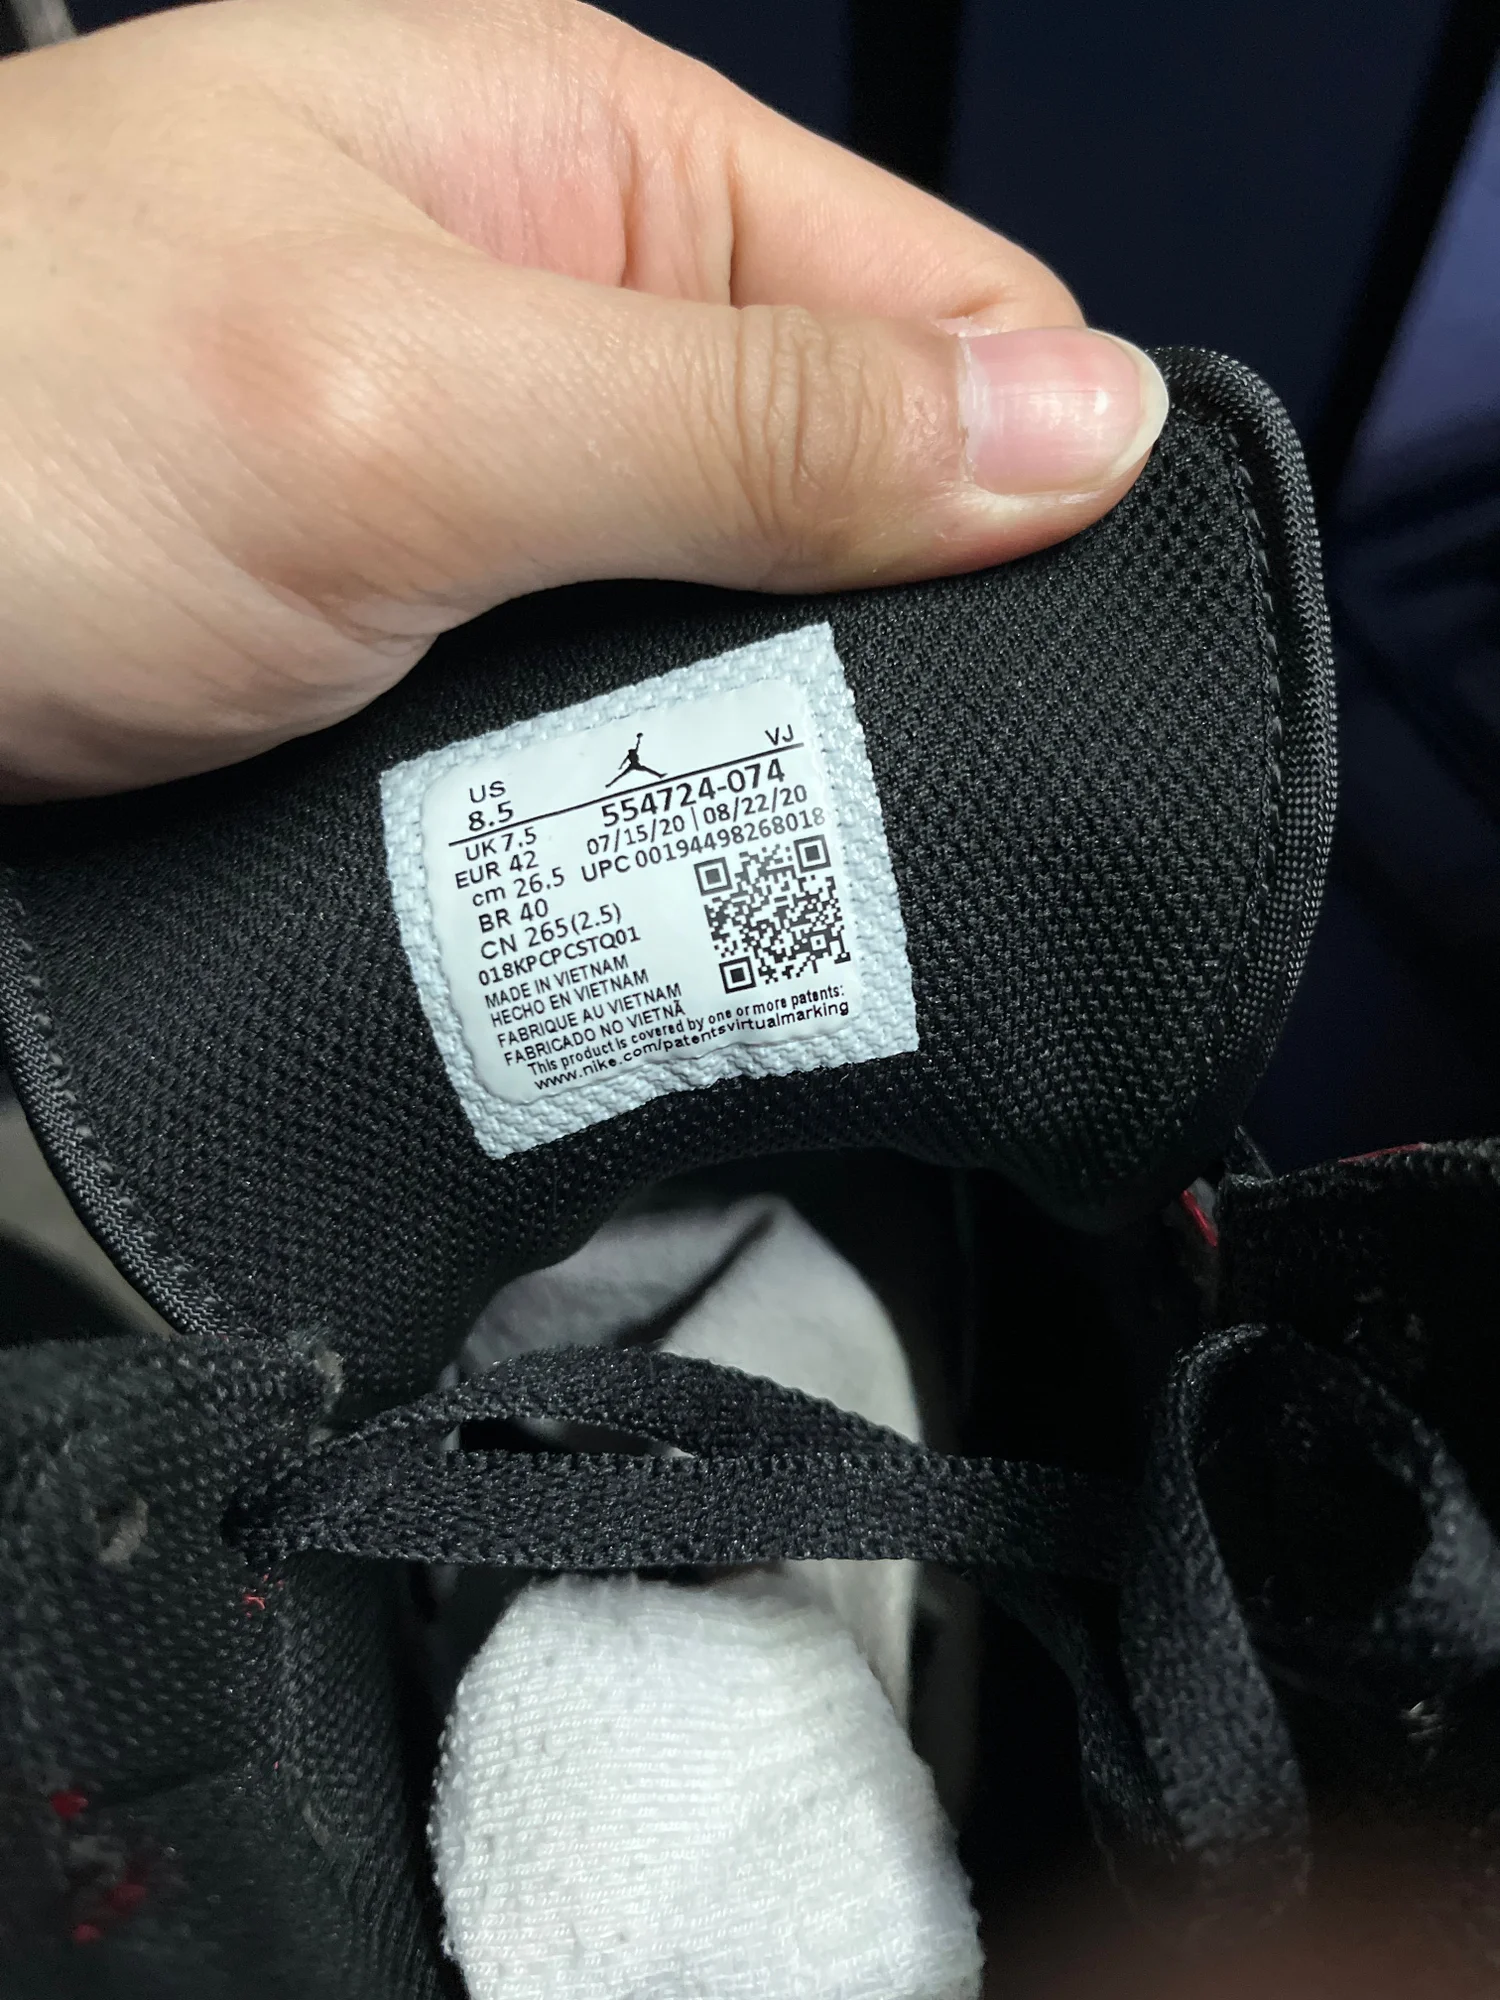 VJ
US
8.5
554724-074
UK 7.5
07/15/20 | 08/22/20
EUR 42
UPC 00194498268018
cm 26.5
BR 40
CN 265(2.5)
018KPCPCSTQ01
MADE IN VIETNAM
HECHO EN VIETNAM
FABRIQUE AU VIETNAM
FABRICADO NO VIETNÃ
This product is covered by one or more patents:
www.nike.com/patentsvirtualmarking